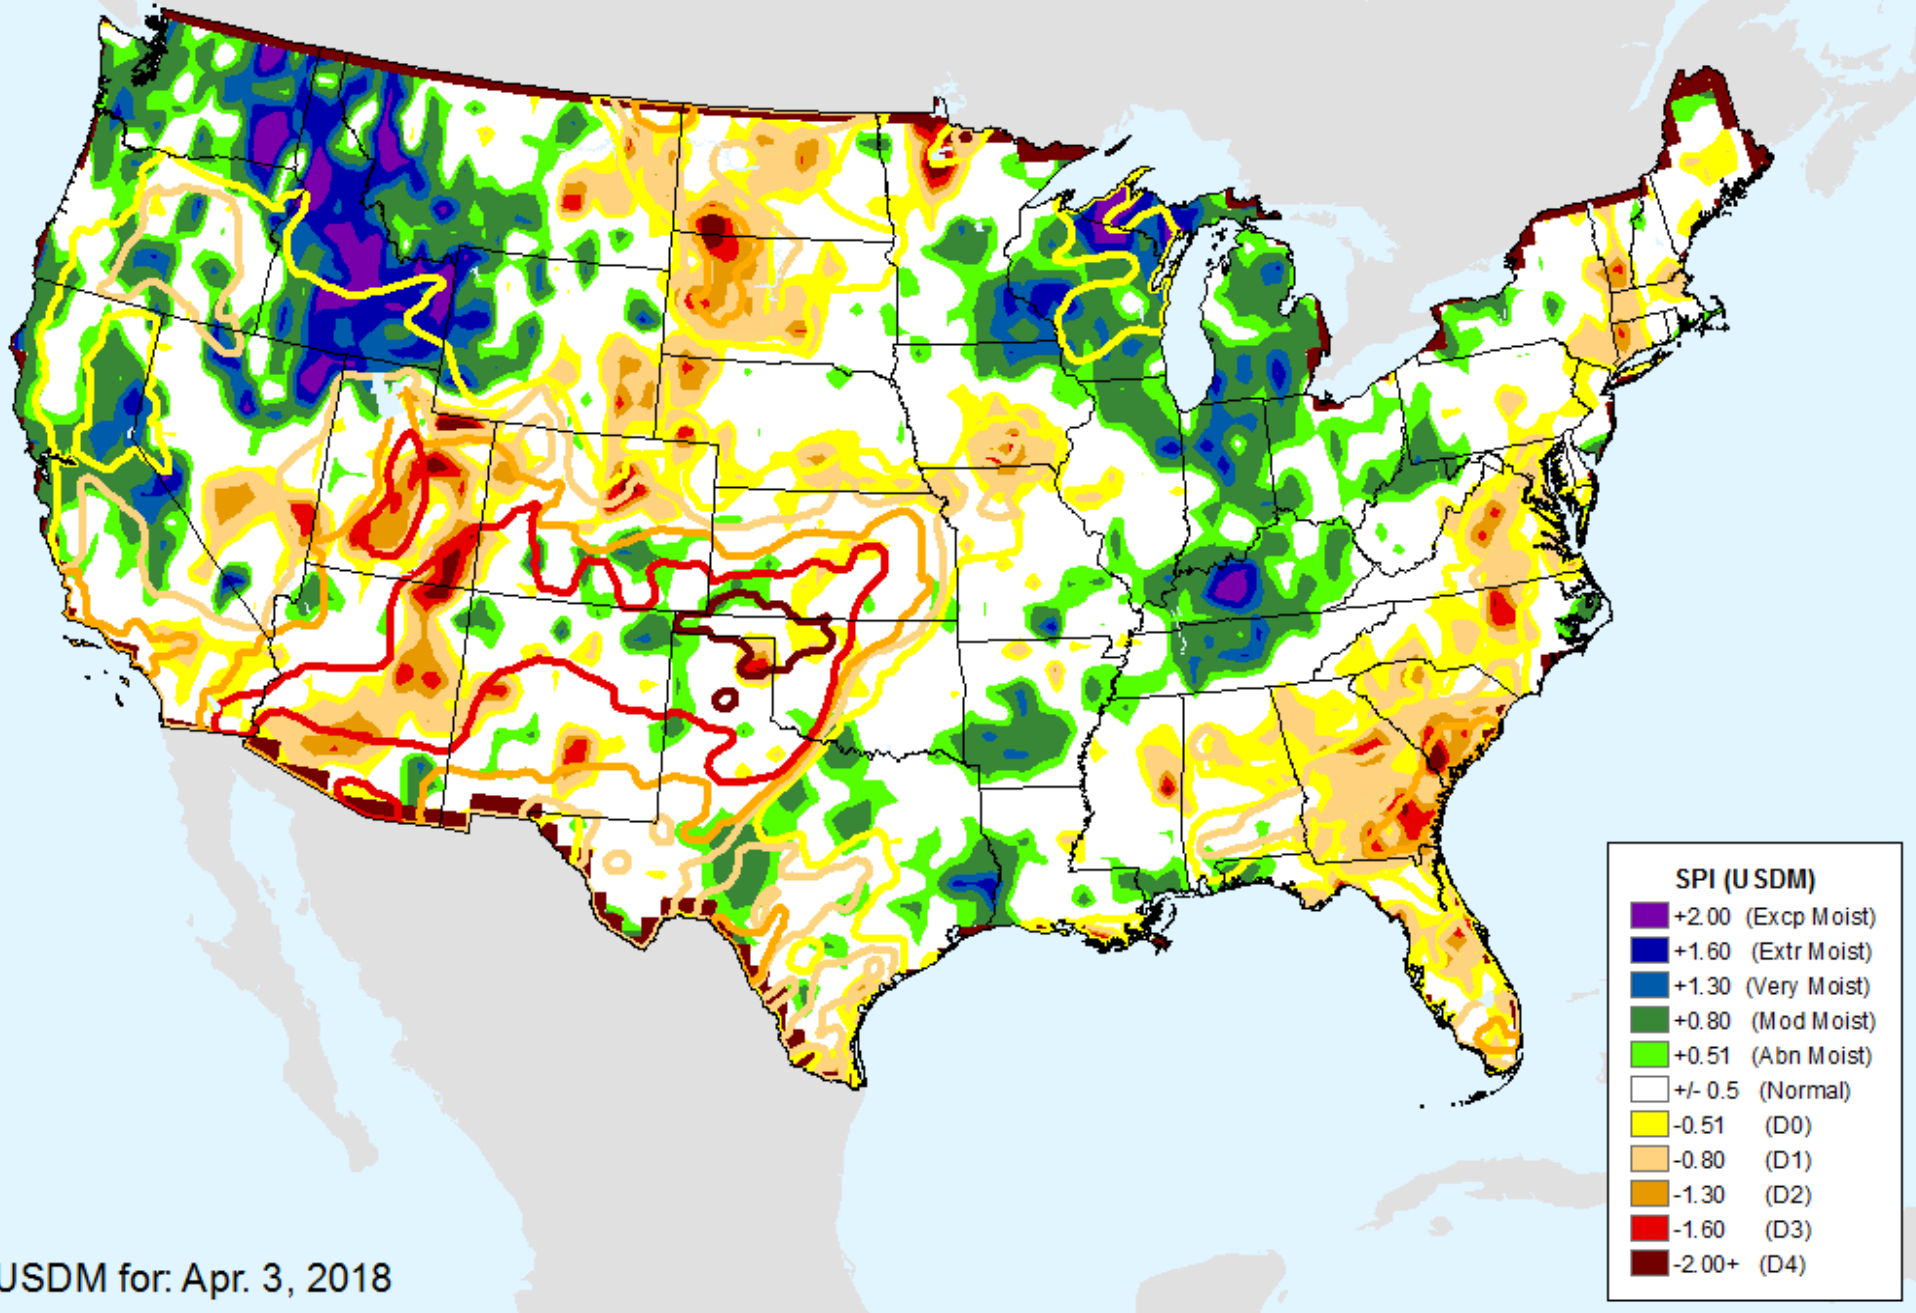 SPI (USDM)
+2.00 (Excp Moist)
+1.60 (Extr Moist)
+1.30 (Very Moist)
+0.80 (Mod Moist)
+0.51 (Abn Moist)
+/- 0.5 (Normal)
-0.51 (D0)
-0.80 (D1)
-1.30 (D2)
-1.60 (D3)
-2.00+ (D4)
USDM for: Apr. 3, 2018